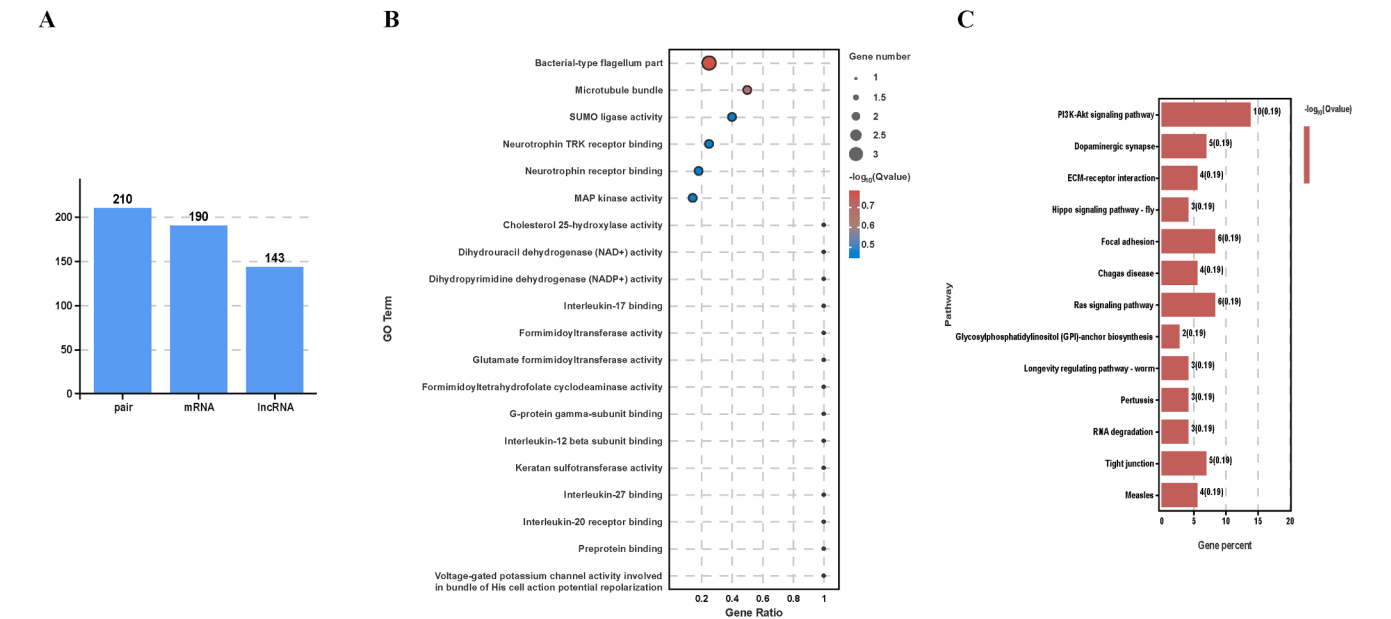 A
B
C
210
190
143
200
150
100
50
0
pair
mRNA
lncRNA
GO Term
Bacterial-type flagellum part
Microtubule bundle
SUMO ligase activity
Neurotrophin TRK receptor binding
Neurotrophin receptor binding
MAP kinase activity
Cholesterol 25-hydroxylase activity
Dihydrouracil dehydrogenase (NAD+) activity
Dihydropyrimidine dehydrogenase (NADP+) activity
Interleukin-17 binding
Formimidoyltransferase activity
Glutamate formimidoyltransferase activity
Formimidoyltetrahydrofolate cyclodeaminase activity
G-protein gamma-subunit binding
Interleukin-12 beta subunit binding
Keratan sulfotransferase activity
Interleukin-27 binding
Interleukin-20 receptor binding
Preprotein binding
Voltage-gated potassium channel activity involved
in bundle of His cell action potential repolarization
0.2 0.4 0.6 0.8 1
Gene Ratio
Gene number
1
1.5
2
2.5
3
-log₁₀(Qvalue)
0.7
0.6
0.5
Pathway
PI3K-Akt signaling pathway 10(0.19)
Dopaminergic synapse 5(0.19)
ECM-receptor interaction 4(0.19)
Hippo signaling pathway - fly 3(0.19)
Focal adhesion 6(0.19)
Chagas disease 4(0.19)
Ras signaling pathway 6(0.19)
Glycosylphosphatidylinositol (GPI)-anchor biosynthesis 2(0.19)
Longevity regulating pathway - worm 3(0.19)
Pertussis 3(0.19)
RNA degradation 3(0.19)
Tight junction 5(0.19)
Measles 4(0.19)
0 5 10 15 20
Gene percent
-log₁₀(Qvalue)